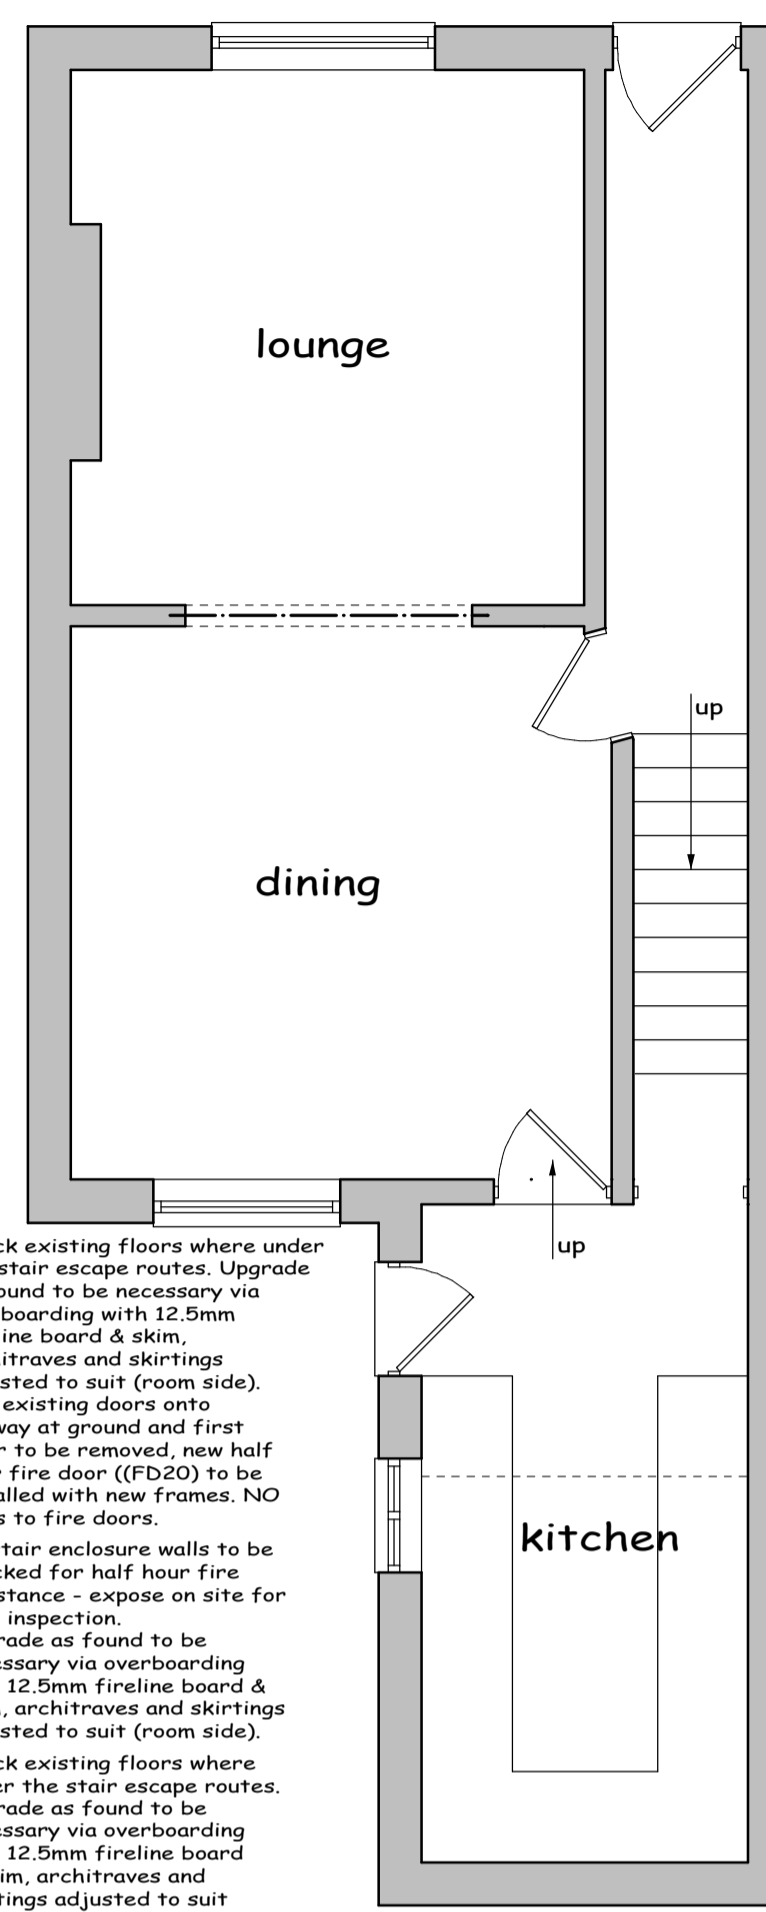 lounge
up
dining
up
ck existing floors where under
stair escape routes. Upgrade
ound to be necessary via
boarding with 12.5mm
ine board & skim,
itraves and skirtings
sted to suit (room side).
existing doors onto
way at ground and first
r to be removed, new half
r fire door ((FD20) to be
alled with new frames. NO
s to fire doors.
tair enclosure walls to be
cked for half hour fire
stance - expose on site for
inspection.
rade as found to be
essary via overboarding
12.5mm fireline board &
, architraves and skirtings
sted to suit (room side).
ck existing floors where
er the stair escape routes.
rade as found to be
essary via overboarding
12.5mm fireline board
im, architraves and
tings adjusted to suit
kitchen